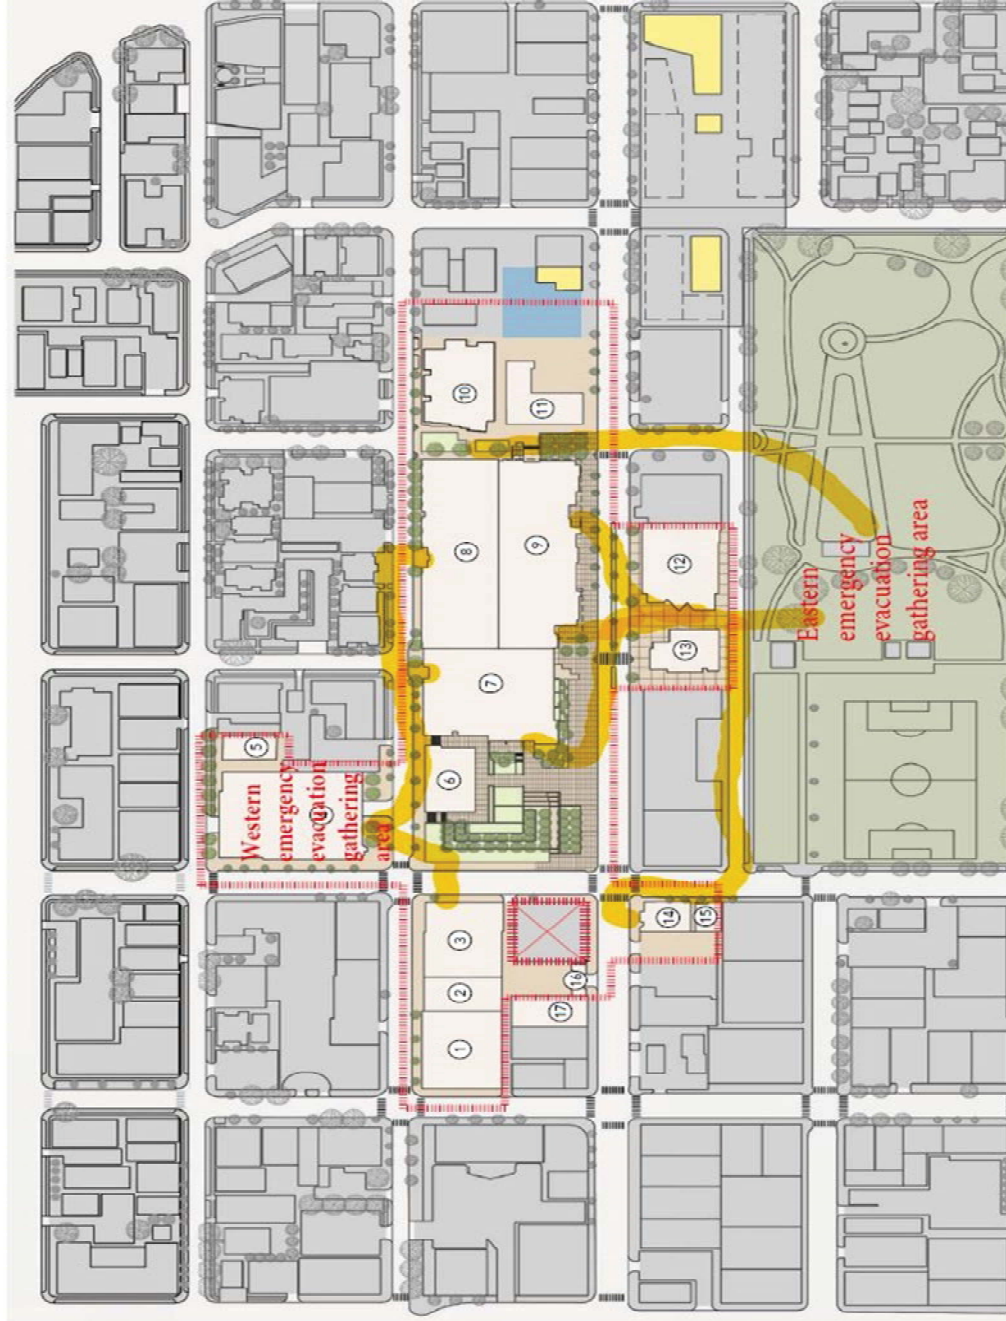 10
11
8
9
12
7
13
5
6
Western
emergency
evacuation
gathering
area
Eastern
emergency
evacuation
gathering area
3
14
15
2
16
17
1